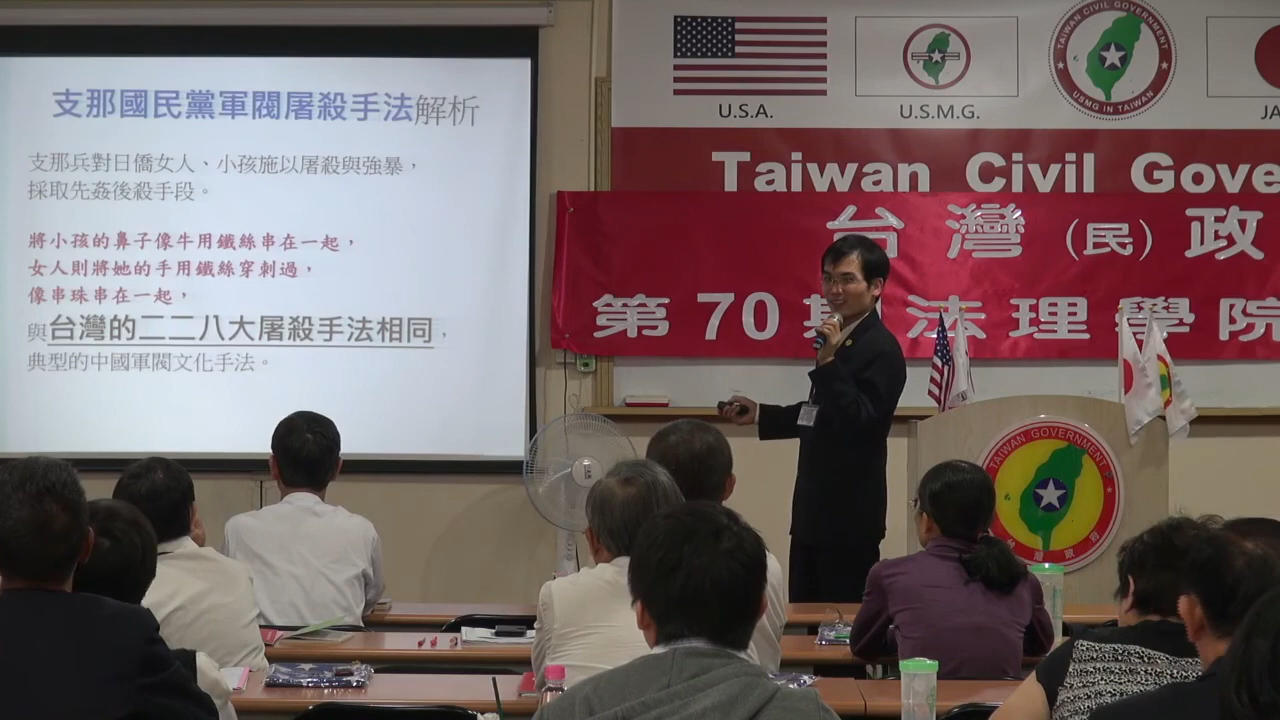 支那國民黨軍閥屠殺手法解析
支那兵對日僑女人、小孩施以屠殺與強暴，
採取先姦後殺手段。
將小孩的鼻子像牛用鐵絲串在一起，
女人則將她的手用鐵絲穿刺過，
像串珠串在一起，
與台灣的二二八大屠殺手法相同，
典型的中國軍閥文化手法。
U.S.A.
U.S.M.G.
TAIWAN CIVIL GOVERNMENT
USMG IN TAIWAN
JA
Taiwan Civil Gove
台灣(民)政
第70期法理學院
TAIWAN GOVERNMENT
台灣政府